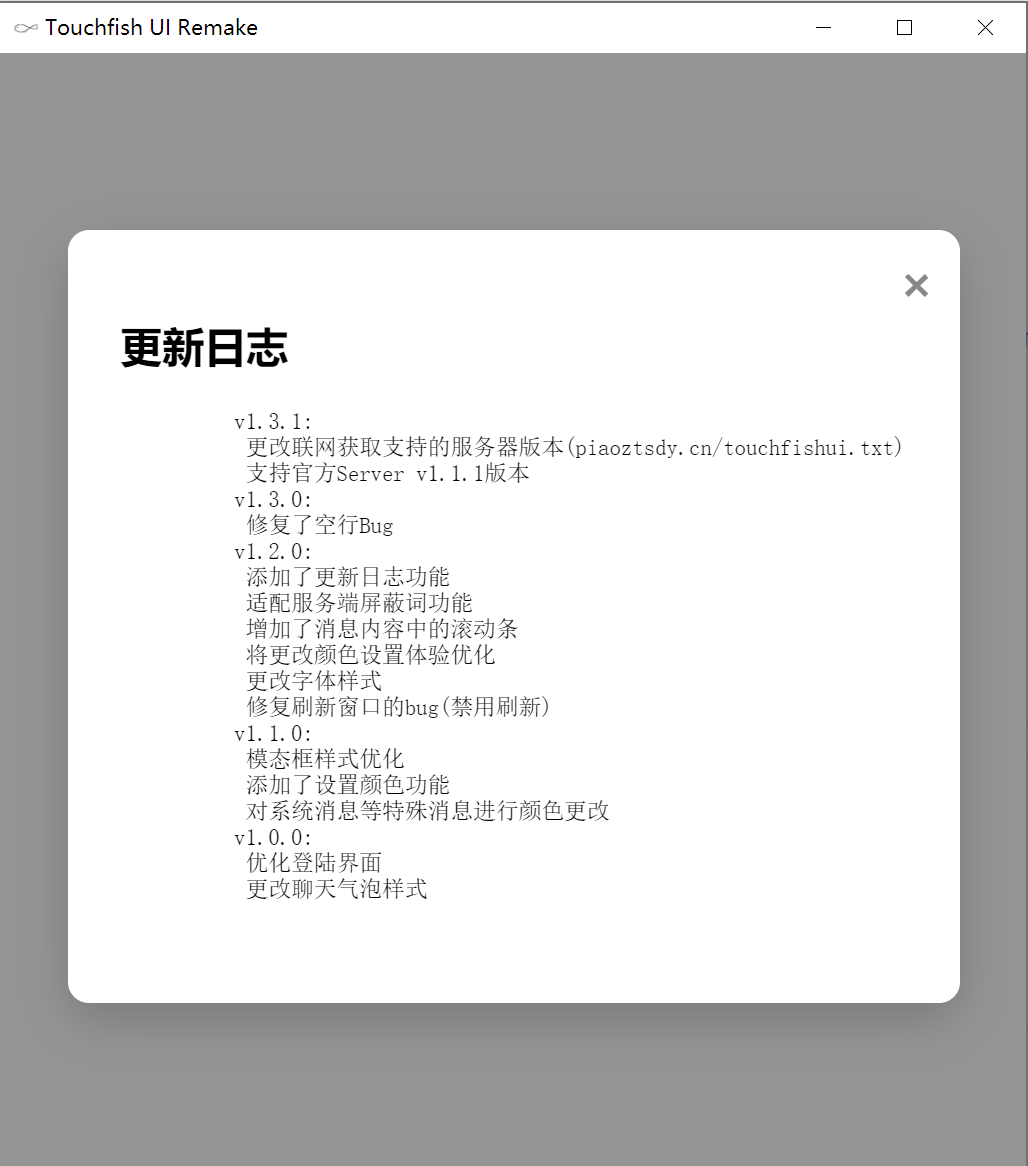 Touchfish UI Remake
更新日志
v1.3.1:
更改联网获取支持的服务器版本(piaoztsdy.cn/touchfishui.txt)
支持官方Server v1.1.1版本
v1.3.0:
修复了空行Bug
v1.2.0:
添加了更新日志功能
适配服务端屏蔽词功能
增加了消息内容中的滚动条
将更改颜色设置体验优化
更改字体样式
修复刷新窗口的bug(禁用刷新)
v1.1.0:
模态框样式优化
添加了设置颜色功能
对系统消息等特殊消息进行颜色更改
v1.0.0:
优化登陆界面
更改聊天气泡样式